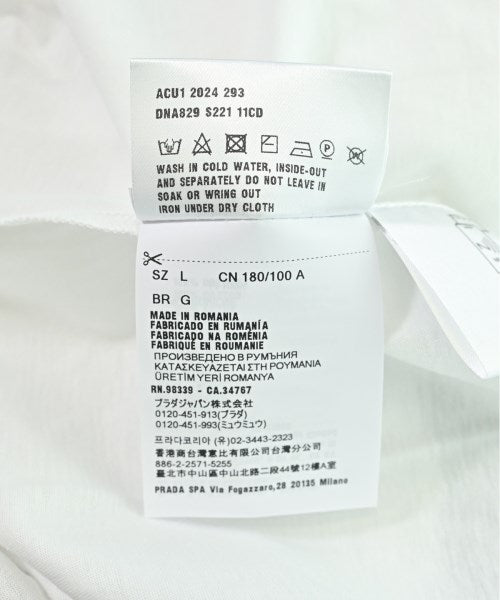 ACU1 2024 293
DNA829 S221 11CD
WASH IN COLD WATER, INSIDE-OUT
AND SEPARATELY DO NOT LEAVE IN
SOAK OR WRING OUT
IRON UNDER DRY CLOTH
SZ L CN 180/100 A
BR G
MADE IN ROMANIA
FABRICADO EN RUMANÍA
FABRICADO NA ROMÉNIA
FABRIQUÉ EN ROUMANIE
ПРОИЗВЕДЕНО В РУМЪНИЯ
ΚΑΤΑΣΚΕΥΑΖΕΤΑΙ ΣΤΗ ΡΟΥΜΑΝΙΑ
ÜRETİM YERİ ROMANYA
RN.98339 - CA.34767
プラダジャパン株式会社
0120-451-913(プラダ)
0120-451-993(ミュウミュウ)
프라다코리아 (유)02-3443-2323
香港商台灣意比有限公司台灣分公司
886-2-2571-5255
臺北市中區中山北路二段44號12樓A室
PRADA SPA Via Fogazzaro,28 20135 Milano